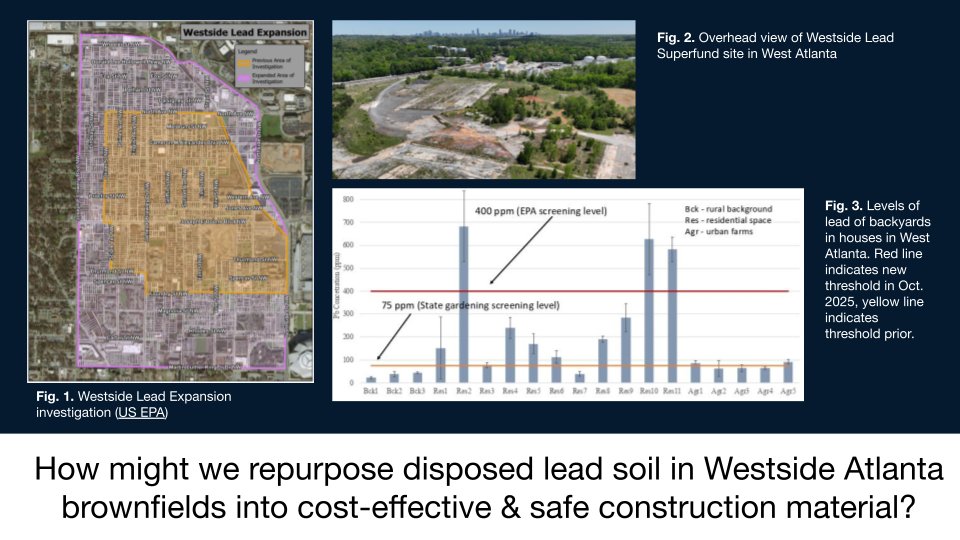 Westside Lead Expansion
Legend
Previous Area of
Investigation
Expanded Area of
Investigation
Fig. 1. Westside Lead Expansion
investigation (US EPA)
Fig. 2. Overhead view of Westside Lead
Superfund site in West Atlanta
800
700
600
500
400
300
200
100
0
Pb Concentration (ppm)
400 ppm (EPA screening level)
75 ppm (State gardening screening level)
Bck - rural background
Res - residential space
Agr - urban farms
Bck1 Bck2 Bck3 Res1 Res2 Res3 Res4 Res5 Res6 Res7 Res8 Res9 Res10 Res11 Agr1 Agr2 Agr3 Agr4 Agr5
Fig. 3. Levels of
lead of backyards
in houses in West
Atlanta. Red line
indicates new
threshold in Oct.
2025, yellow line
indicates
threshold prior.
How might we repurpose disposed lead soil in Westside Atlanta
brownfields into cost-effective & safe construction material?